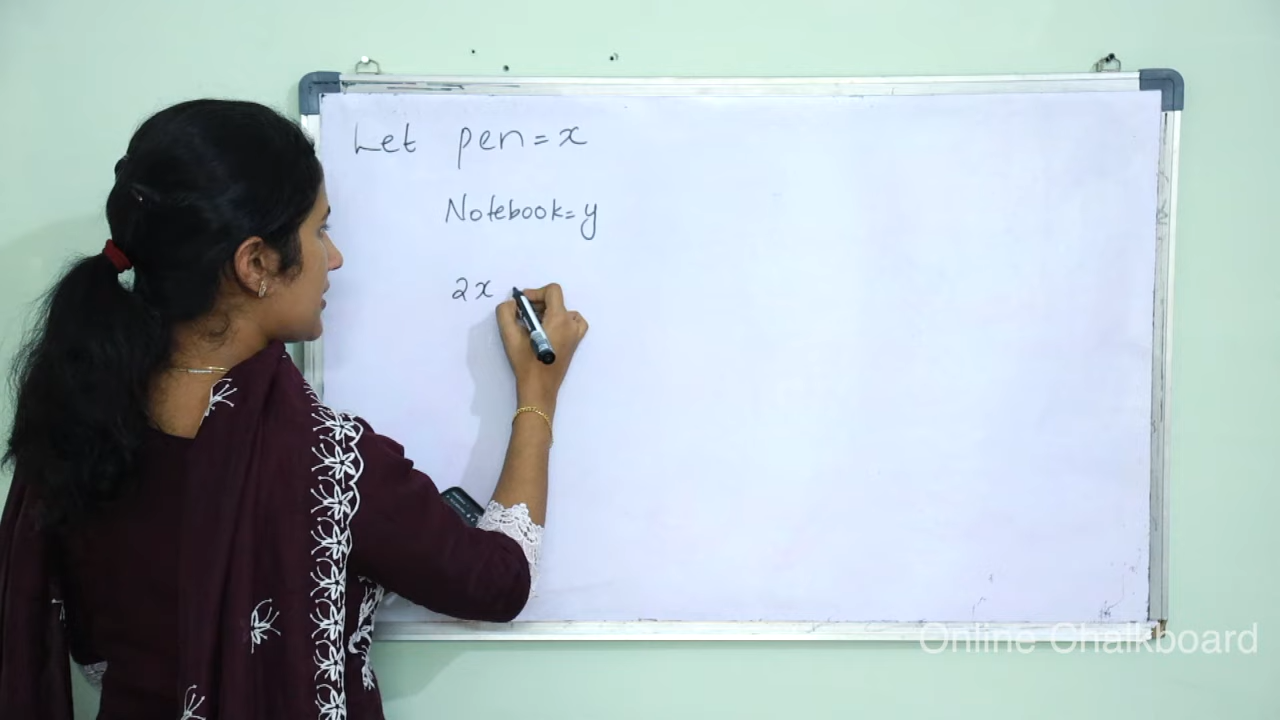 Let pen = x
Notebook = y
2x
Online Chalkboard